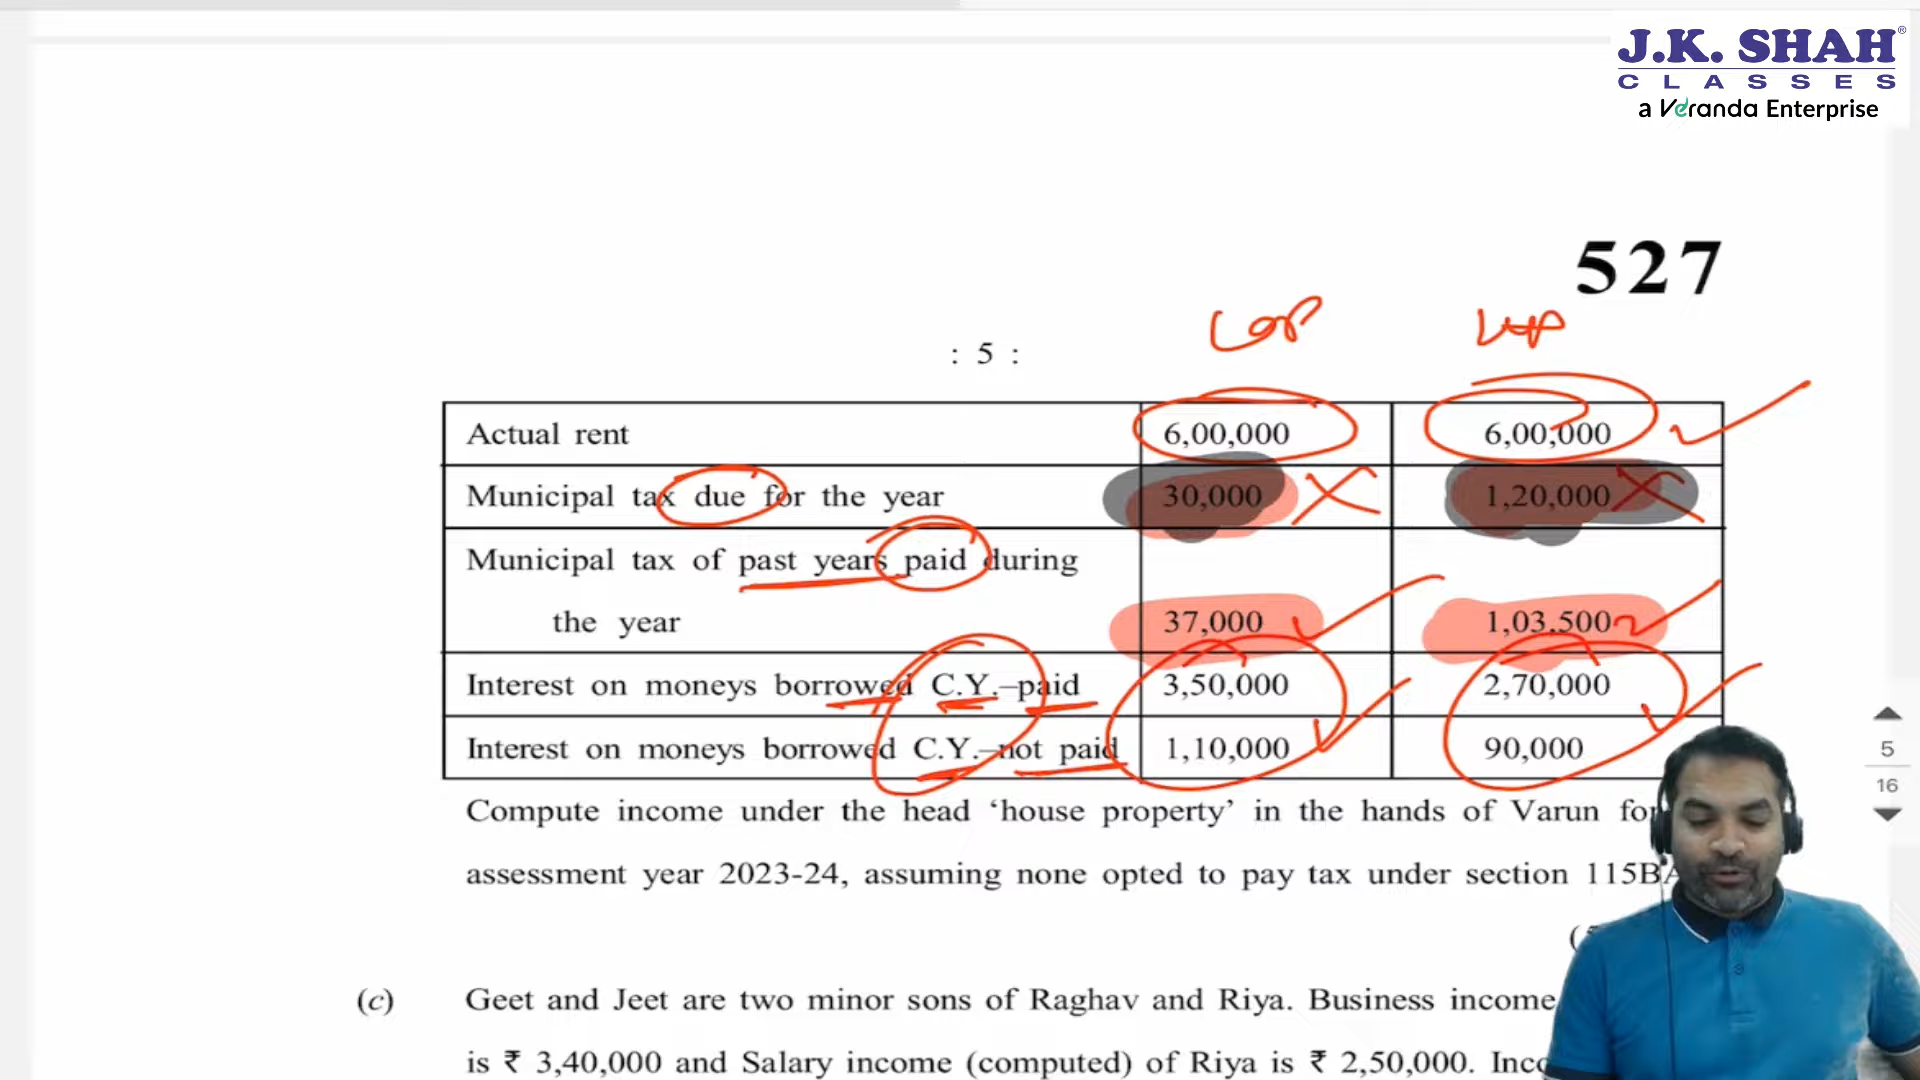 J.K. SHAH®
CLASSES
a Veranda Enterprise
527
: 5 :
LOP
Actual rent 6,00,000 6,00,000
Municipal tax due for the year 30,000 1,20,000
Municipal tax of past years paid during
the year 37,000 1,03,500
Interest on moneys borrowed C.Y.–paid 3,50,000 2,70,000
Interest on moneys borrowed C.Y.–not paid 1,10,000 90,000
Compute income under the head ‘house property’ in the hands of Varun for
assessment year 2023-24, assuming none opted to pay tax under section
(c) Geet and Jeet are two minor sons of Raghav and Riya. Business income
is ₹ 3,40,000 and Salary income (computed) of Riya is ₹ 2,50,000.
5
16